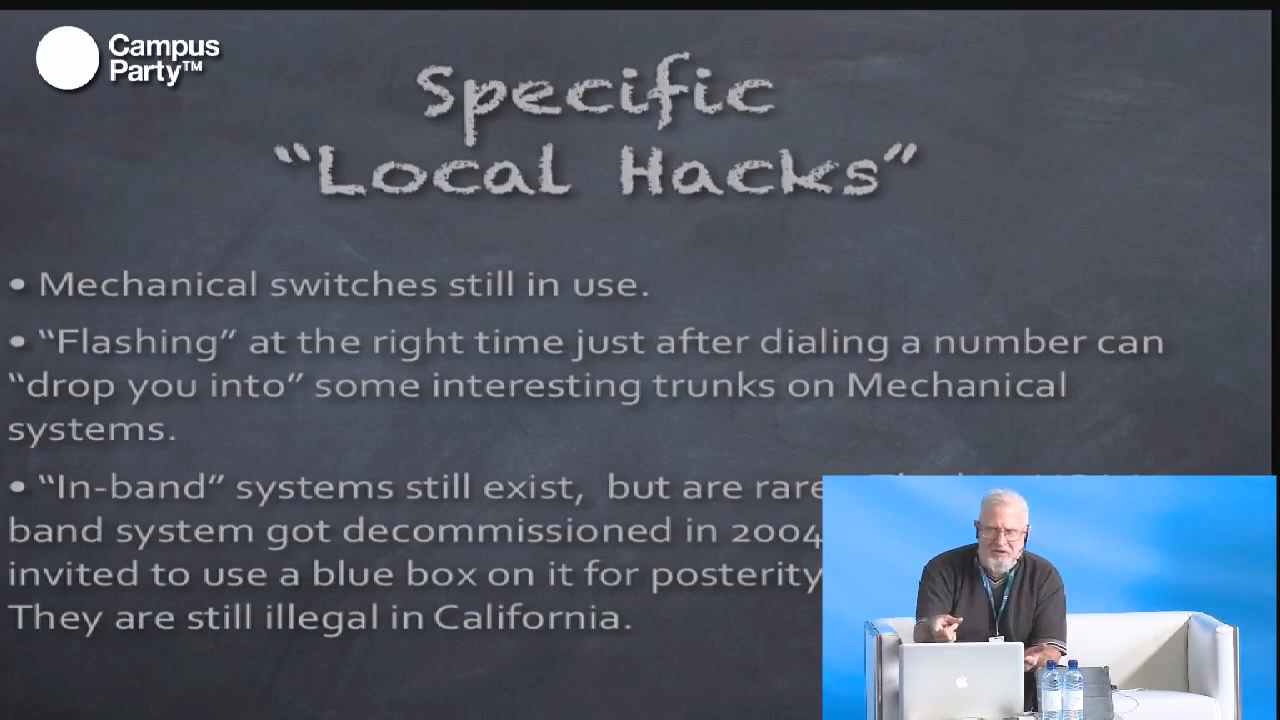 Campus
Party™
Specific
“Local Hacks”
• Mechanical switches still in use.
• “Flashing” at the right time just after dialing a number can
“drop you into” some interesting trunks on Mechanical
systems.
• “In-band” systems still exist, but are rare
band system got decommissioned in 2004
invited to use a blue box on it for posterity
They are still illegal in California.